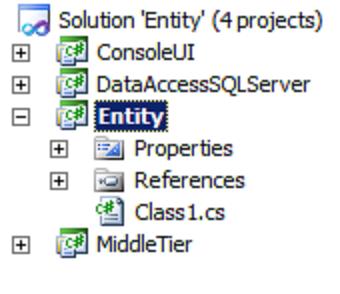 Solution 'Entity' (4 projects)
ConsoleUI
DataAccessSQLServer
Entity
Properties
References
Class1.cs
MiddleTier